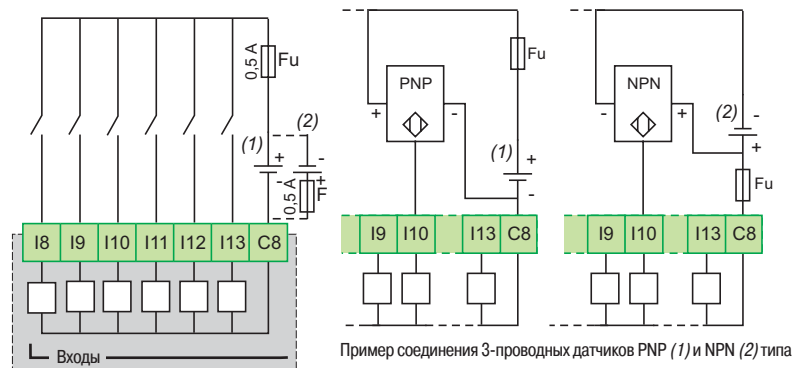 0,5 A
Fu
(1)
+
-
(2)
-
+
0,5 A
F
I8 I9 I10 I11 I12 I13 C8
Входы
PNP
+ -
Fu
(1)
+
-
I9 I10 I13 C8
NPN
- +
(2)
-
+
Fu
I9 I10 I13 C8
Пример соединения 3-проводных датчиков PNP (1) и NPN (2) типа